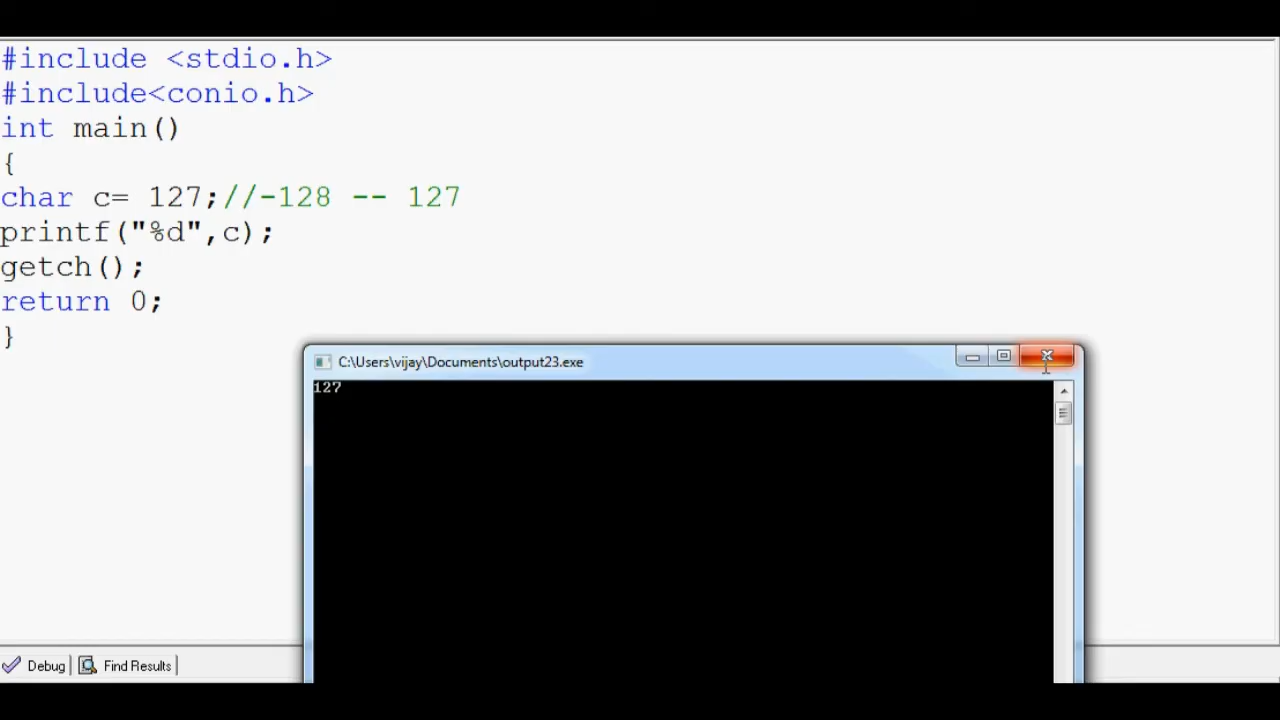 #include <stdio.h>
#include<conio.h>
int main()
{
char c= 127;//-128 -- 127
printf("%d",c);
getch();
return 0;
}
C:\Users\vijay\Documents\output23.exe
127
Debug Find Results